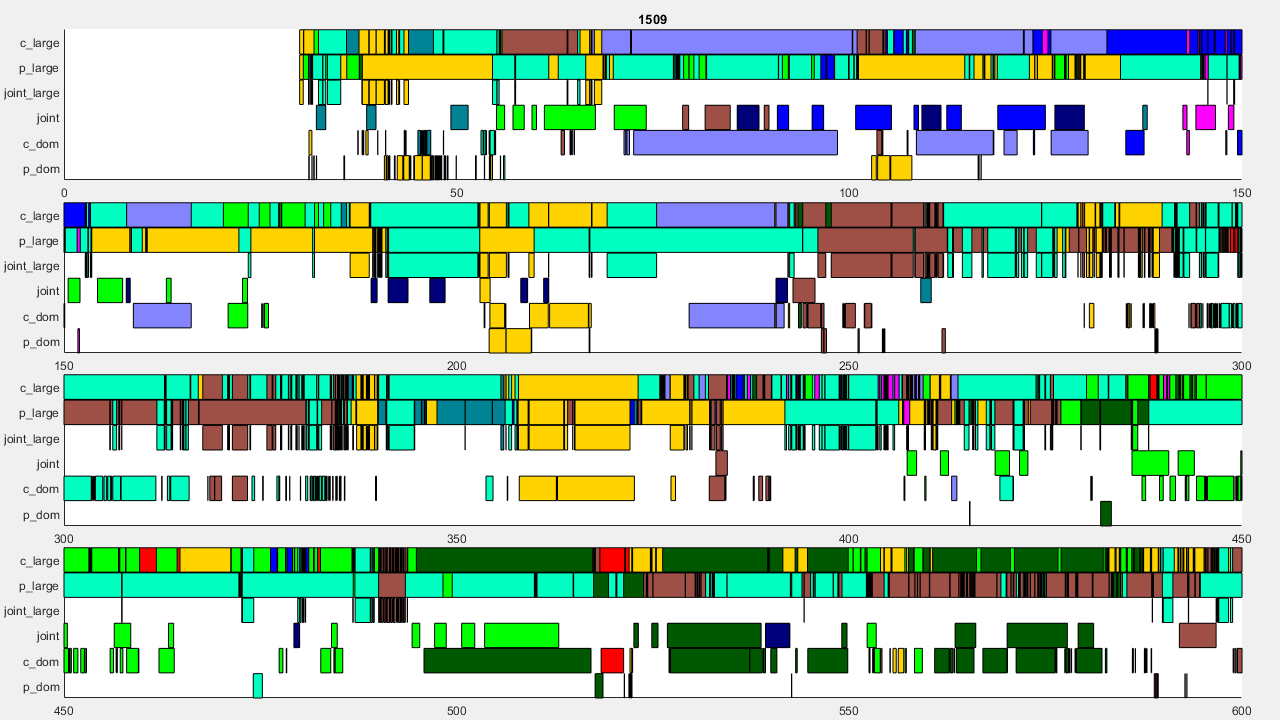 1509
c_large
p_large
joint_large
joint
c_dom
p_dom
0 50 100 150
c_large
p_large
joint_large
joint
c_dom
p_dom
150 200 250 300
c_large
p_large
joint_large
joint
c_dom
p_dom
300 350 400 450
c_large
p_large
joint_large
joint
c_dom
p_dom
450 500 550 600